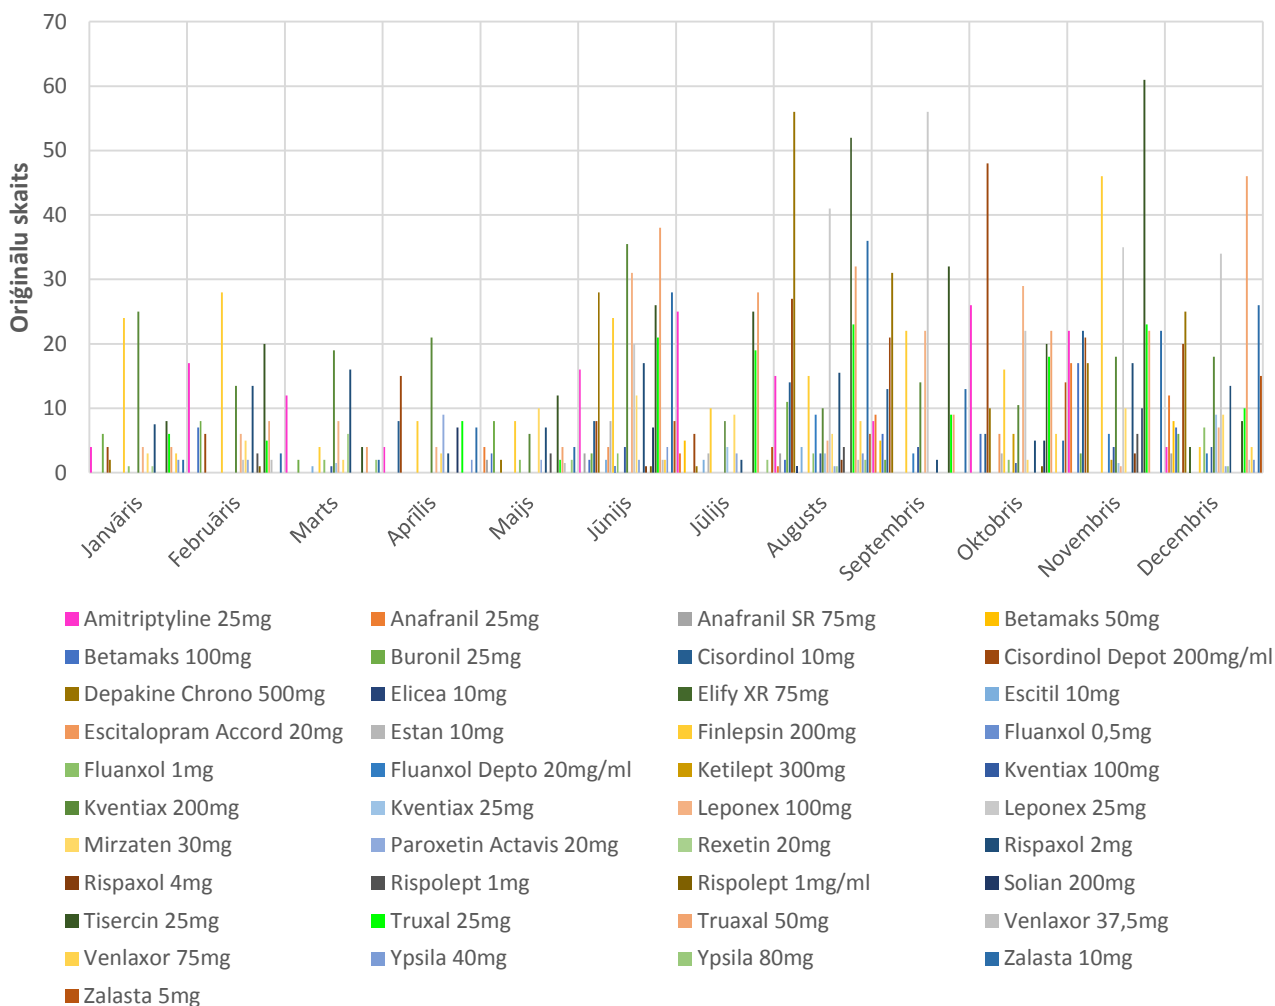 70
60
50
40
30
20
10
0
Oriģinālu skaits
Janvāris
Februāris
Marts
Aprīlis
Maijs
Jūnijs
Jūlijs
Augusts
Septembris
Oktobris
Novembris
Decembris
Amitriptyline 25mg Anafranil 25mg Anafranil SR 75mg Betamaks 50mg
Betamaks 100mg Buronil 25mg Cisordinol 10mg Cisordinol Depot 200mg/ml
Depakine Chrono 500mg Elicea 10mg Elify XR 75mg Escitil 10mg
Escitalopram Accord 20mg Estan 10mg Finlepsin 200mg Fluanxol 0,5mg
Fluanxol 1mg Fluanxol Depto 20mg/ml Ketilept 300mg Kventiax 100mg
Kventiax 200mg Kventiax 25mg Leponex 100mg Leponex 25mg
Mirzaten 30mg Paroxetin Actavis 20mg Rexetin 20mg Rispaxol 2mg
Rispaxol 4mg Rispolept 1mg Rispolept 1mg/ml Solian 200mg
Tisercin 25mg Truxal 25mg Truaxal 50mg Venlaxor 37,5mg
Venlaxor 75mg Ypsila 40mg Ypsila 80mg Zalasta 10mg
Zalasta 5mg